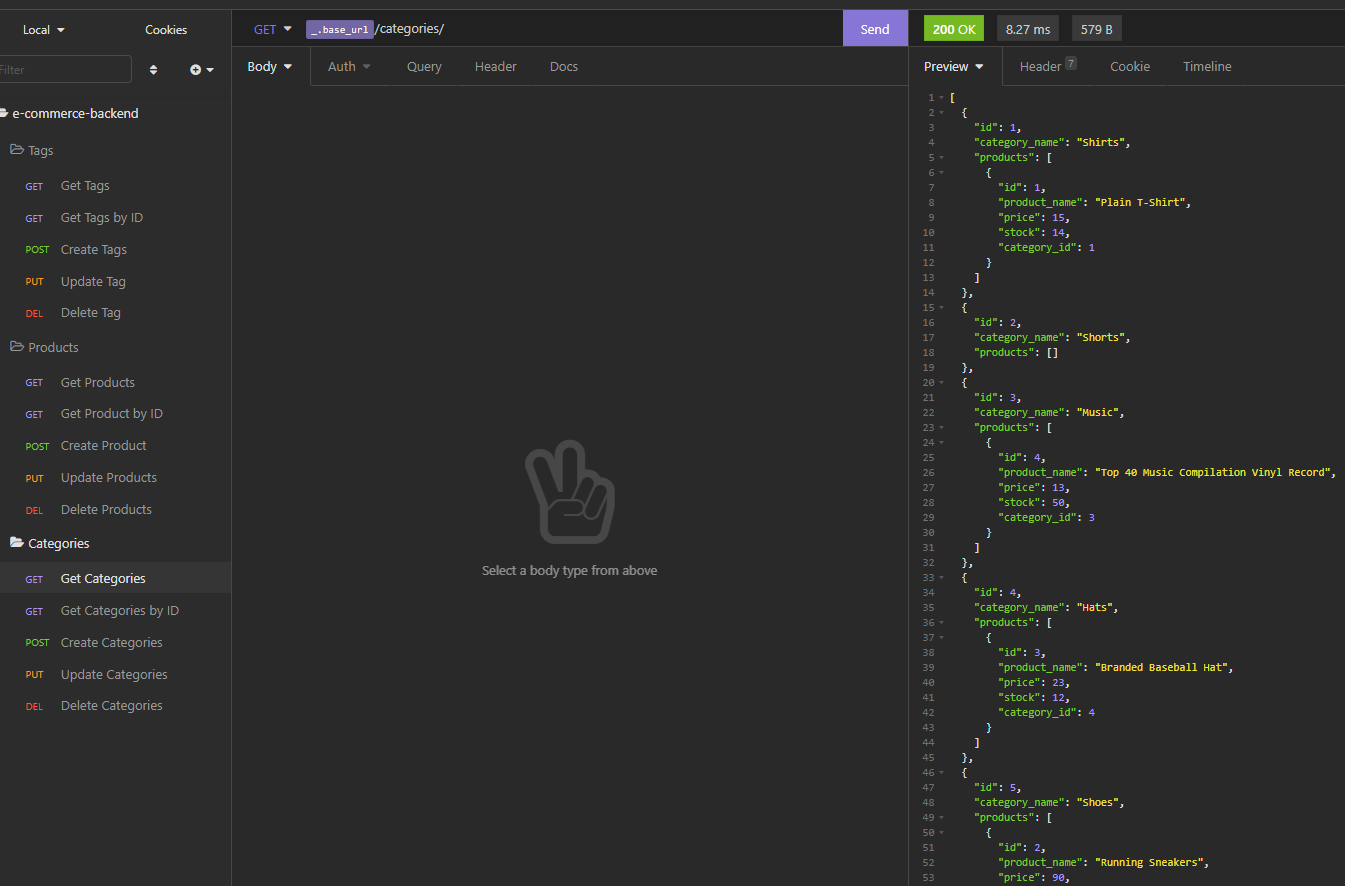 Local
Cookies
Filter
e-commerce-backend
Tags
GET Get Tags
GET Get Tags by ID
POST Create Tags
PUT Update Tag
DEL Delete Tag
Products
GET Get Products
GET Get Product by ID
POST Create Product
PUT Update Products
DEL Delete Products
Categories
GET Get Categories
GET Get Categories by ID
POST Create Categories
PUT Update Categories
DEL Delete Categories
GET _.base_url/categories/ Send
Body Auth Query Header Docs
Select a body type from above
200 OK 8.27 ms 579 B
Preview Header 7 Cookie Timeline
1 [
2 {
3 "id": 1,
4 "category_name": "Shirts",
5 "products": [
6 {
7 "id": 1,
8 "product_name": "Plain T-Shirt",
9 "price": 15,
10 "stock": 14,
11 "category_id": 1
12 }
13 ]
14 },
15 {
16 "id": 2,
17 "category_name": "Shorts",
18 "products": []
19 },
20 {
21 "id": 3,
22 "category_name": "Music",
23 "products": [
24 {
25 "id": 4,
26 "product_name": "Top 40 Music Compilation Vinyl Record",
27 "price": 13,
28 "stock": 50,
29 "category_id": 3
30 }
31 ]
32 },
33 {
34 "id": 4,
35 "category_name": "Hats",
36 "products": [
37 {
38 "id": 3,
39 "product_name": "Branded Baseball Hat",
40 "price": 23,
41 "stock": 12,
42 "category_id": 4
43 }
44 ]
45 },
46 {
47 "id": 5,
48 "category_name": "Shoes",
49 "products": [
50 {
51 "id": 2,
52 "product_name": "Running Sneakers",
53 "price": 90,